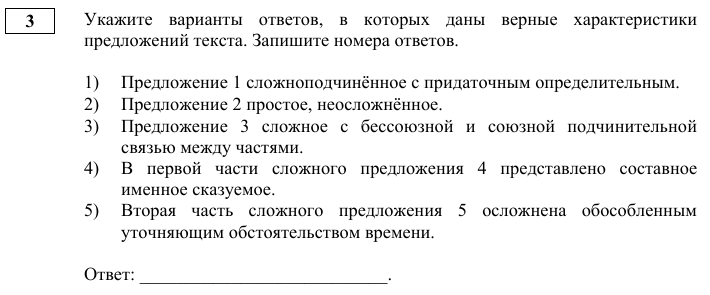 3
Укажите варианты ответов, в которых даны верные характеристики
предложений текста. Запишите номера ответов.
1) Предложение 1 сложноподчинённое с придаточным определительным.
2) Предложение 2 простое, неосложнённое.
3) Предложение 3 сложное с бессоюзной и союзной подчинительной
связью между частями.
4) В первой части сложного предложения 4 представлено составное
именное сказуемое.
5) Вторая часть сложного предложения 5 осложнена обособленным
уточняющим обстоятельством времени.
Ответ: ___________________________.